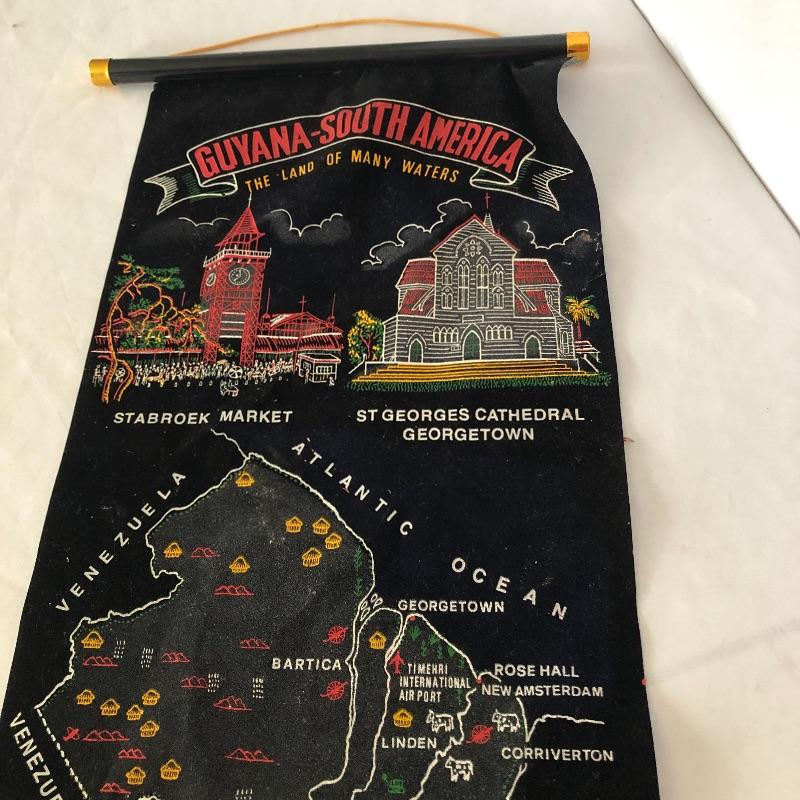 GUYANA-SOUTH AMERICA
THE LAND OF MANY WATERS
STABROEK MARKET
ST GEORGES CATHEDRAL
GEORGETOWN
VENEZUELA
ATLANTIC OCEAN
GEORGETOWN
BARTICA
TIMEHRI
INTERNATIONAL
AIR PORT
ROSE HALL
NEW AMSTERDAM
LINDEN
CORRIVERTON